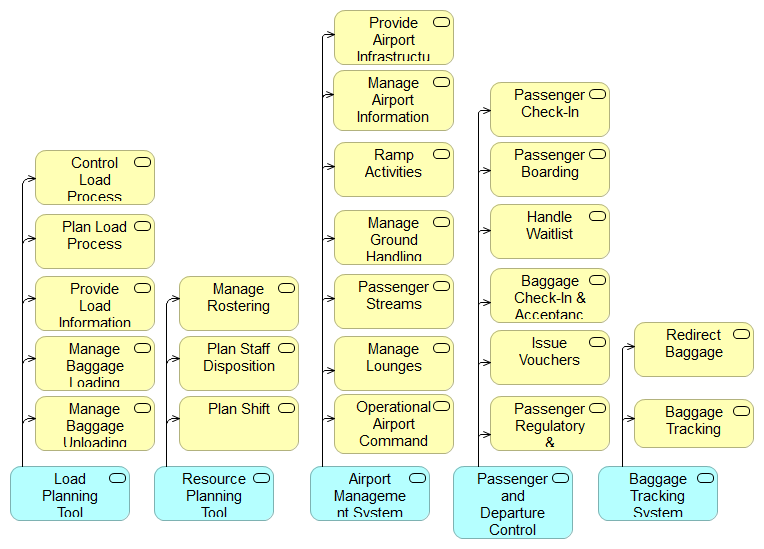 Provide
Airport
Infrastructu
Manage
Airport
Information
Ramp
Activities
Manage
Ground
Handling
Passenger
Streams
Manage
Lounges
Operational
Airport
Command
Passenger
Check-In
Passenger
Boarding
Handle
Waitlist
Baggage
Check-In &
Acceptanc
Issue
Vouchers
Passenger
Regulatory
&
Control
Load
Process
Plan Load
Process
Provide
Load
Information
Manage
Baggage
Loading
Manage
Baggage
Unloading
Manage
Rostering
Plan Staff
Disposition
Plan Shift
Redirect
Baggage
Baggage
Tracking
Load
Planning
Tool
Resource
Planning
Tool
Airport
Manageme
nt System
Passenger
and
Departure
Control
Baggage
Tracking
System